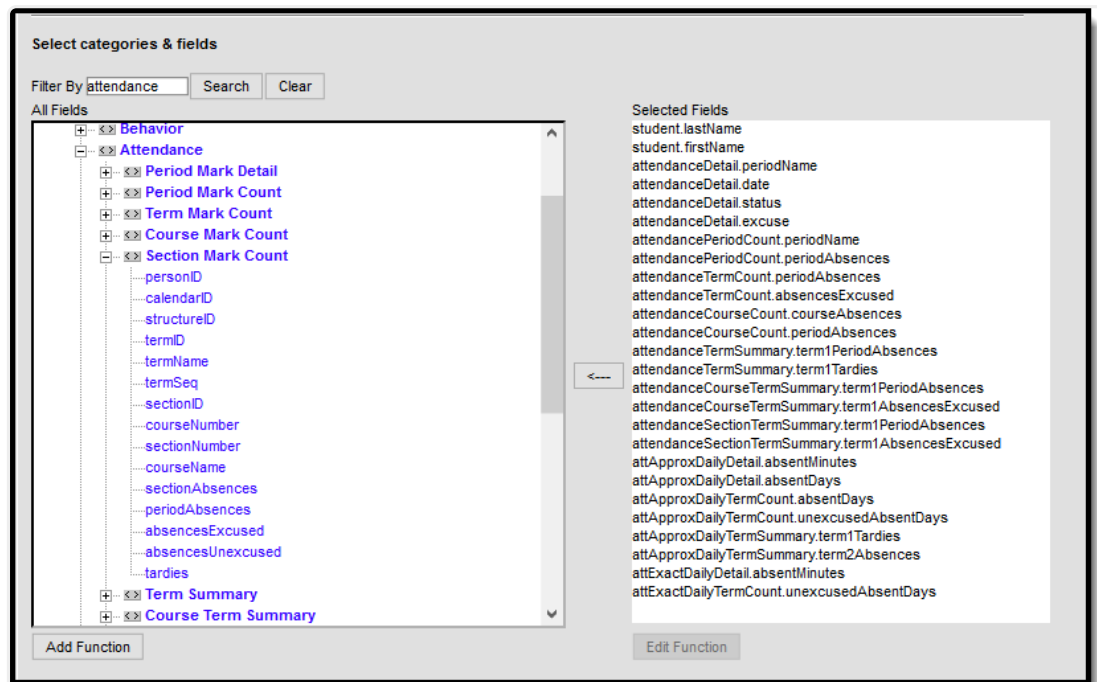 Select categories & fields
Filter By attendance Search Clear
All Fields
Behavior
Attendance
Period Mark Detail
Period Mark Count
Term Mark Count
Course Mark Count
Section Mark Count
personID
calendarID
structureID
termID
termName
termSeq
sectionID
courseNumber
sectionNumber
courseName
sectionAbsences
periodAbsences
absencesExcused
absencesUnexcused
tardies
Term Summary
Course Term Summary
Add Function
<---
Selected Fields
student.lastName
student.firstName
attendanceDetail.periodName
attendanceDetail.date
attendanceDetail.status
attendanceDetail.excuse
attendancePeriodCount.periodName
attendancePeriodCount.periodAbsences
attendanceTermCount.periodAbsences
attendanceTermCount.absencesExcused
attendanceCourseCount.courseAbsences
attendanceCourseCount.periodAbsences
attendanceTermSummary.term1PeriodAbsences
attendanceTermSummary.term1Tardies
attendanceCourseTermSummary.term1PeriodAbsences
attendanceCourseTermSummary.term1AbsencesExcused
attendanceSectionTermSummary.term1PeriodAbsences
attendanceSectionTermSummary.term1AbsencesExcused
attApproxDailyDetail.absentMinutes
attApproxDailyDetail.absentDays
attApproxDailyTermCount.absentDays
attApproxDailyTermCount.unexcusedAbsentDays
attApproxDailyTermSummary.term1Tardies
attApproxDailyTermSummary.term2Absences
attExactDailyDetail.absentMinutes
attExactDailyTermCount.unexcusedAbsentDays
Edit Function